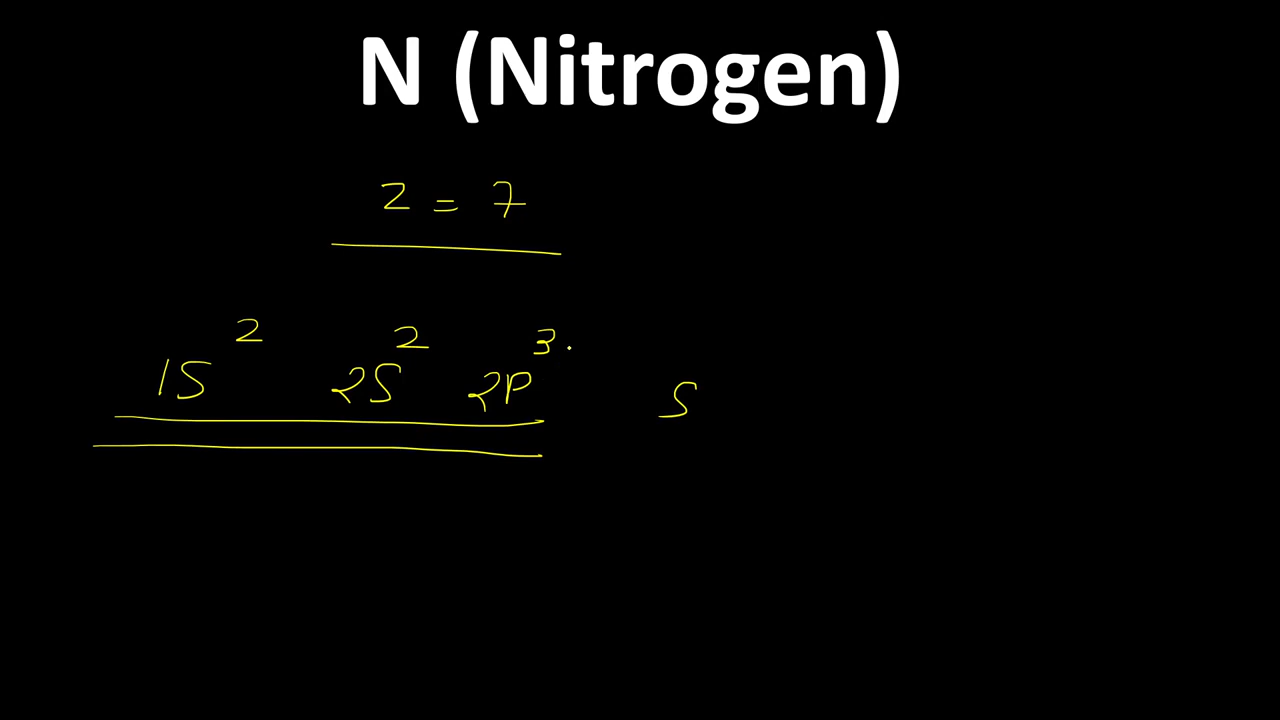 N (Nitrogen)
Z = 7
1S² 2S² 2P³ S